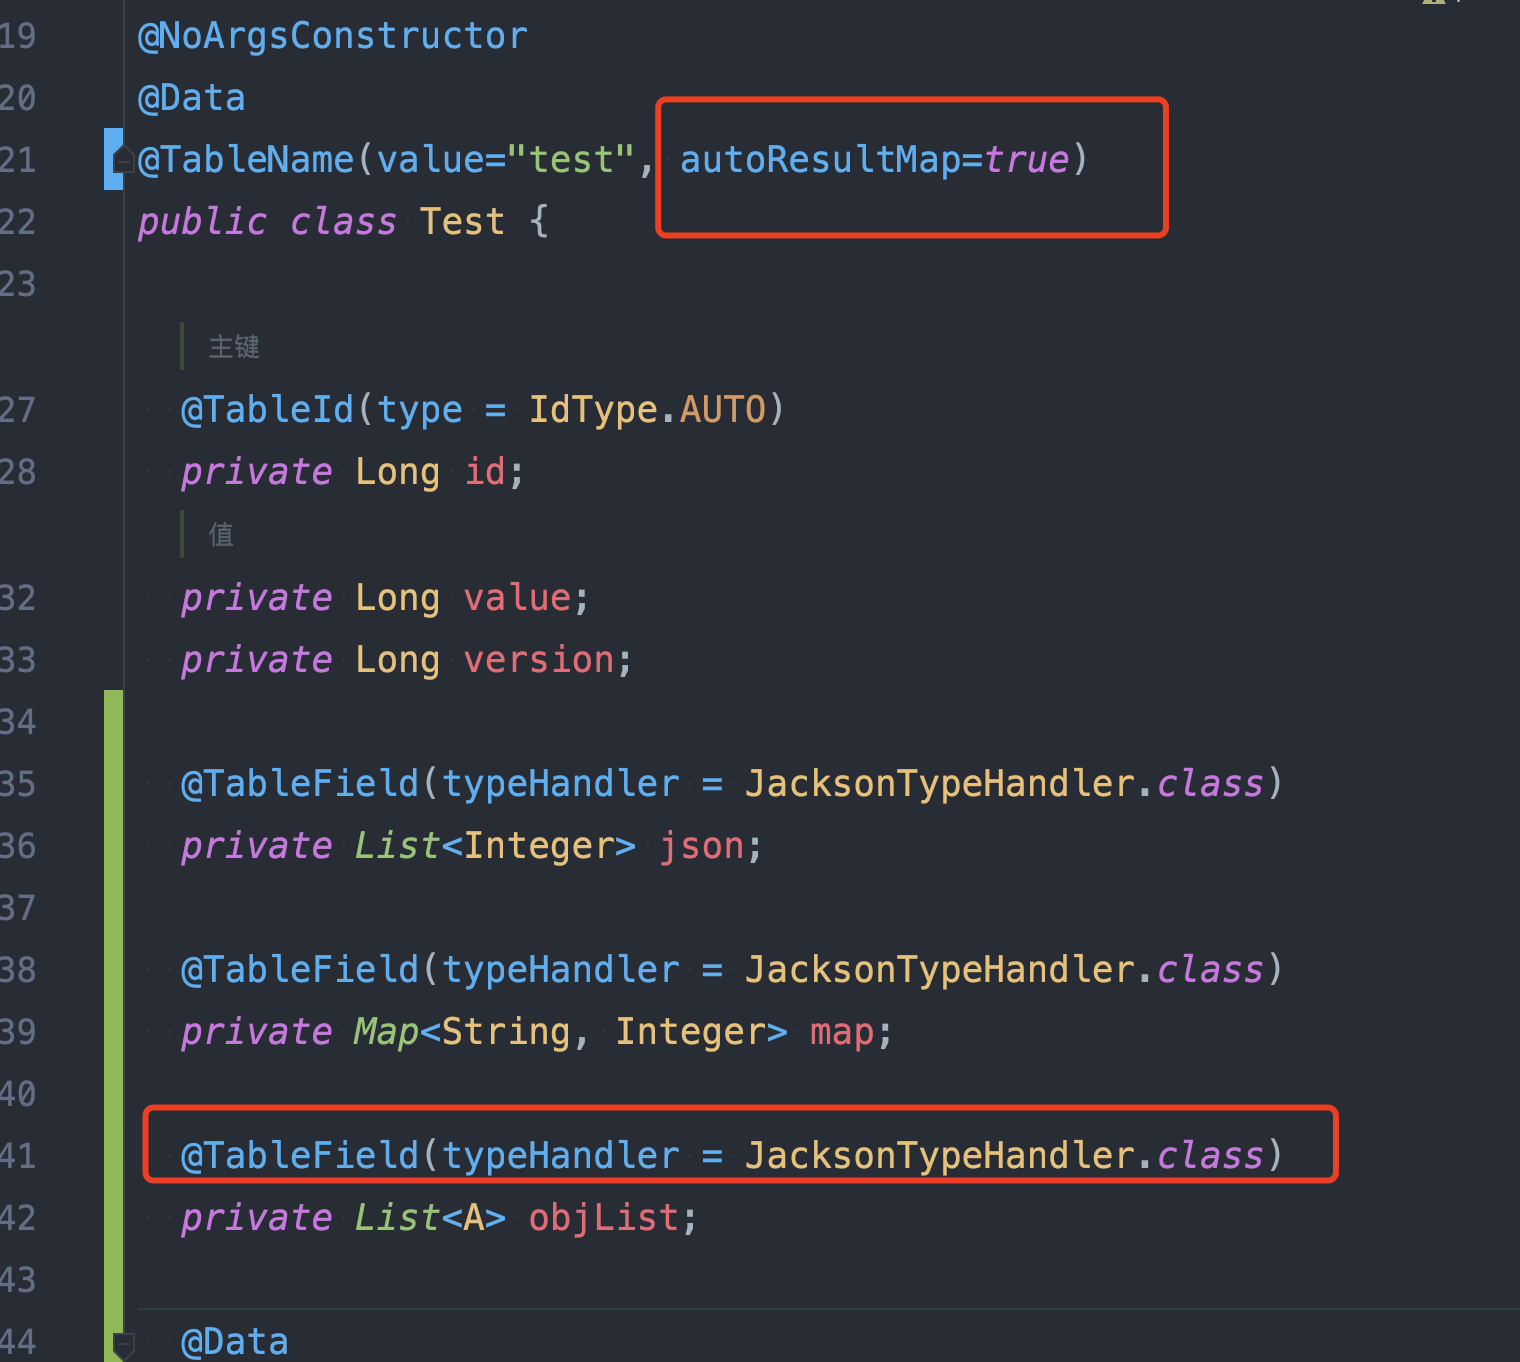 19 @NoArgsConstructor
20 @Data
21 @TableName(value="test", autoResultMap=true)
22 public class Test {
23
主键
27 @TableId(type = IdType.AUTO)
28 private Long id;
值
32 private Long value;
33 private Long version;
34
35 @TableField(typeHandler = JacksonTypeHandler.class)
36 private List<Integer> json;
37
38 @TableField(typeHandler = JacksonTypeHandler.class)
39 private Map<String, Integer> map;
40
41 @TableField(typeHandler = JacksonTypeHandler.class)
42 private List<A> objList;
43
44 @Data